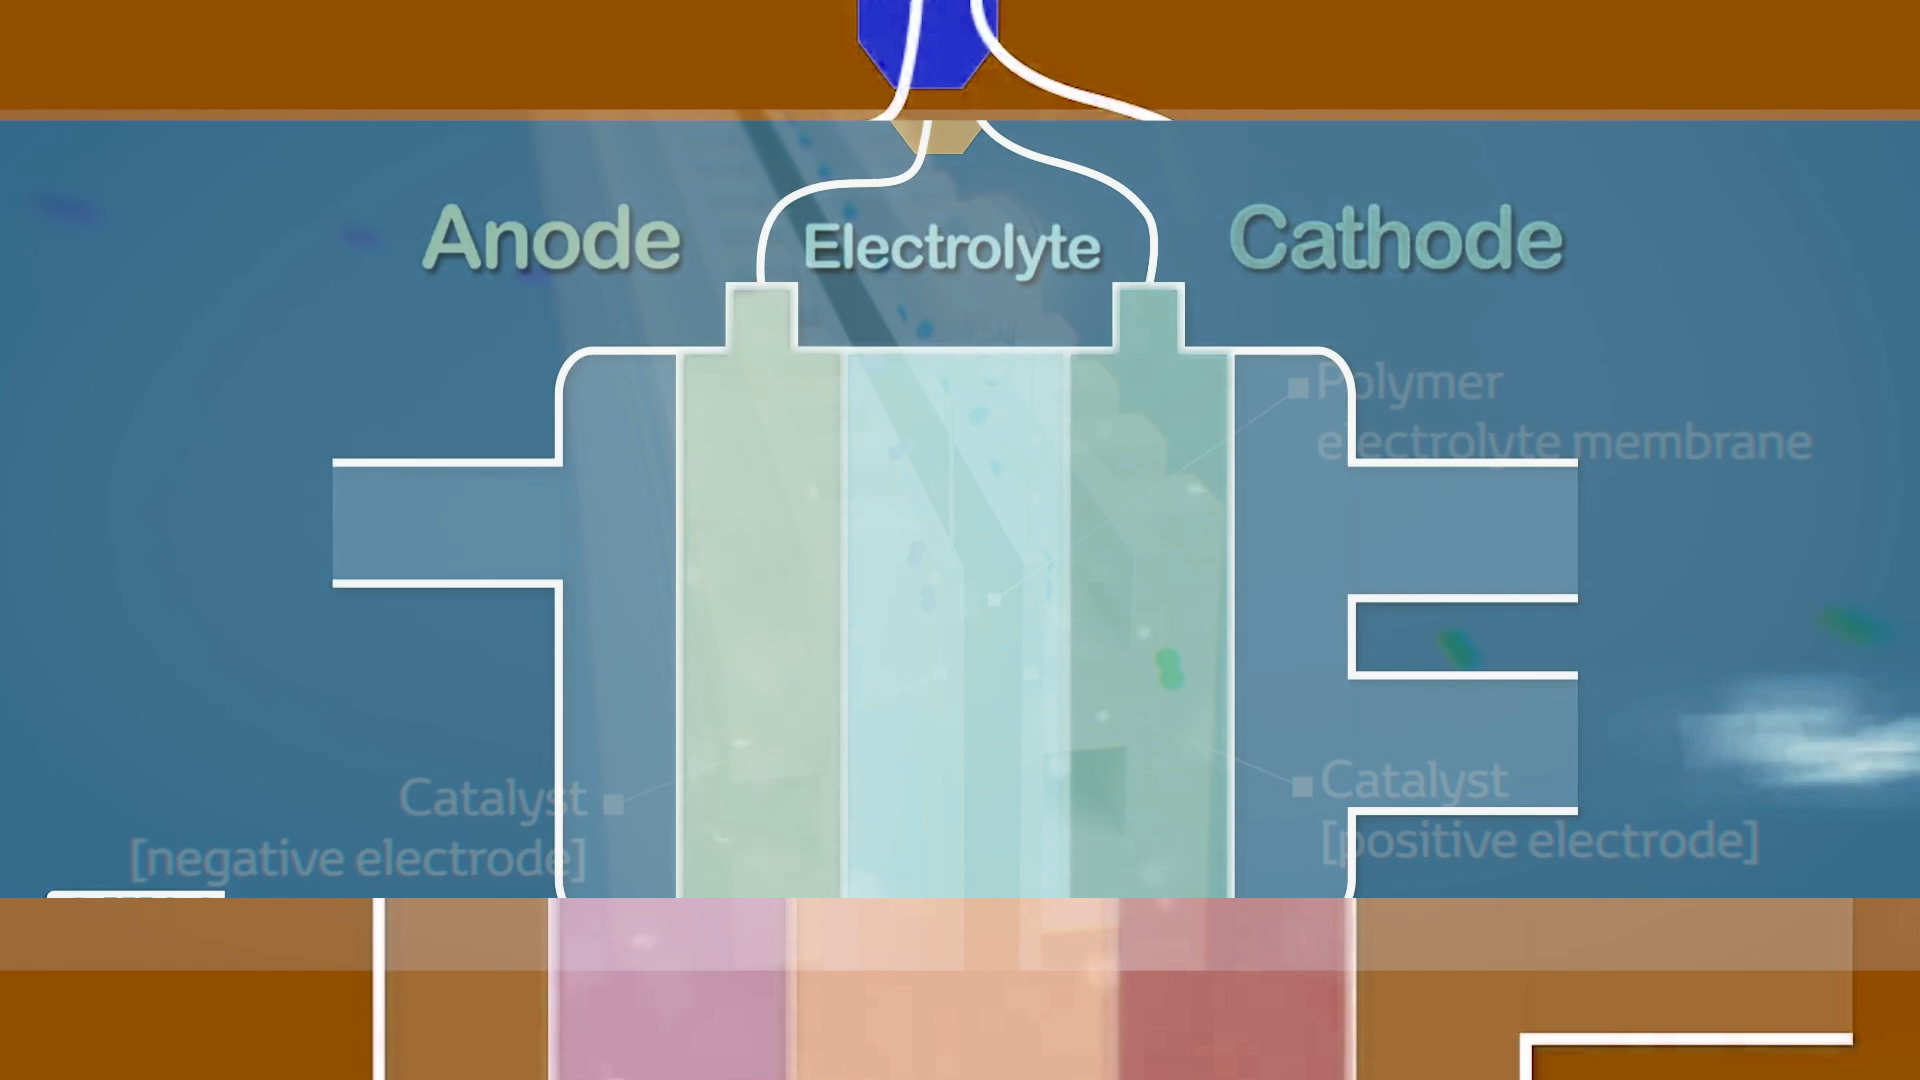 Anode
Electrolyte
Cathode
Polymer
electrolyte membrane
Catalyst
[negative electrode]
Catalyst
[positive electrode]